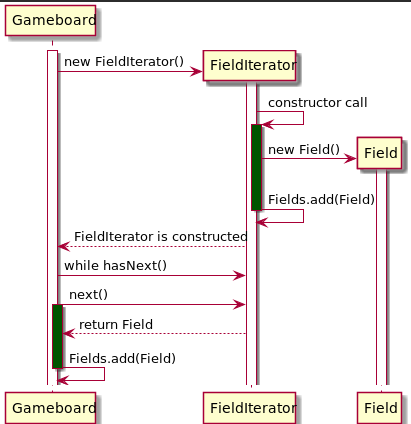 Gameboard
new FieldIterator()
FieldIterator
constructor call
new Field()
Field
Fields.add(Field)
FieldIterator is constructed
while hasNext()
next()
return Field
Fields.add(Field)
Gameboard
FieldIterator
Field